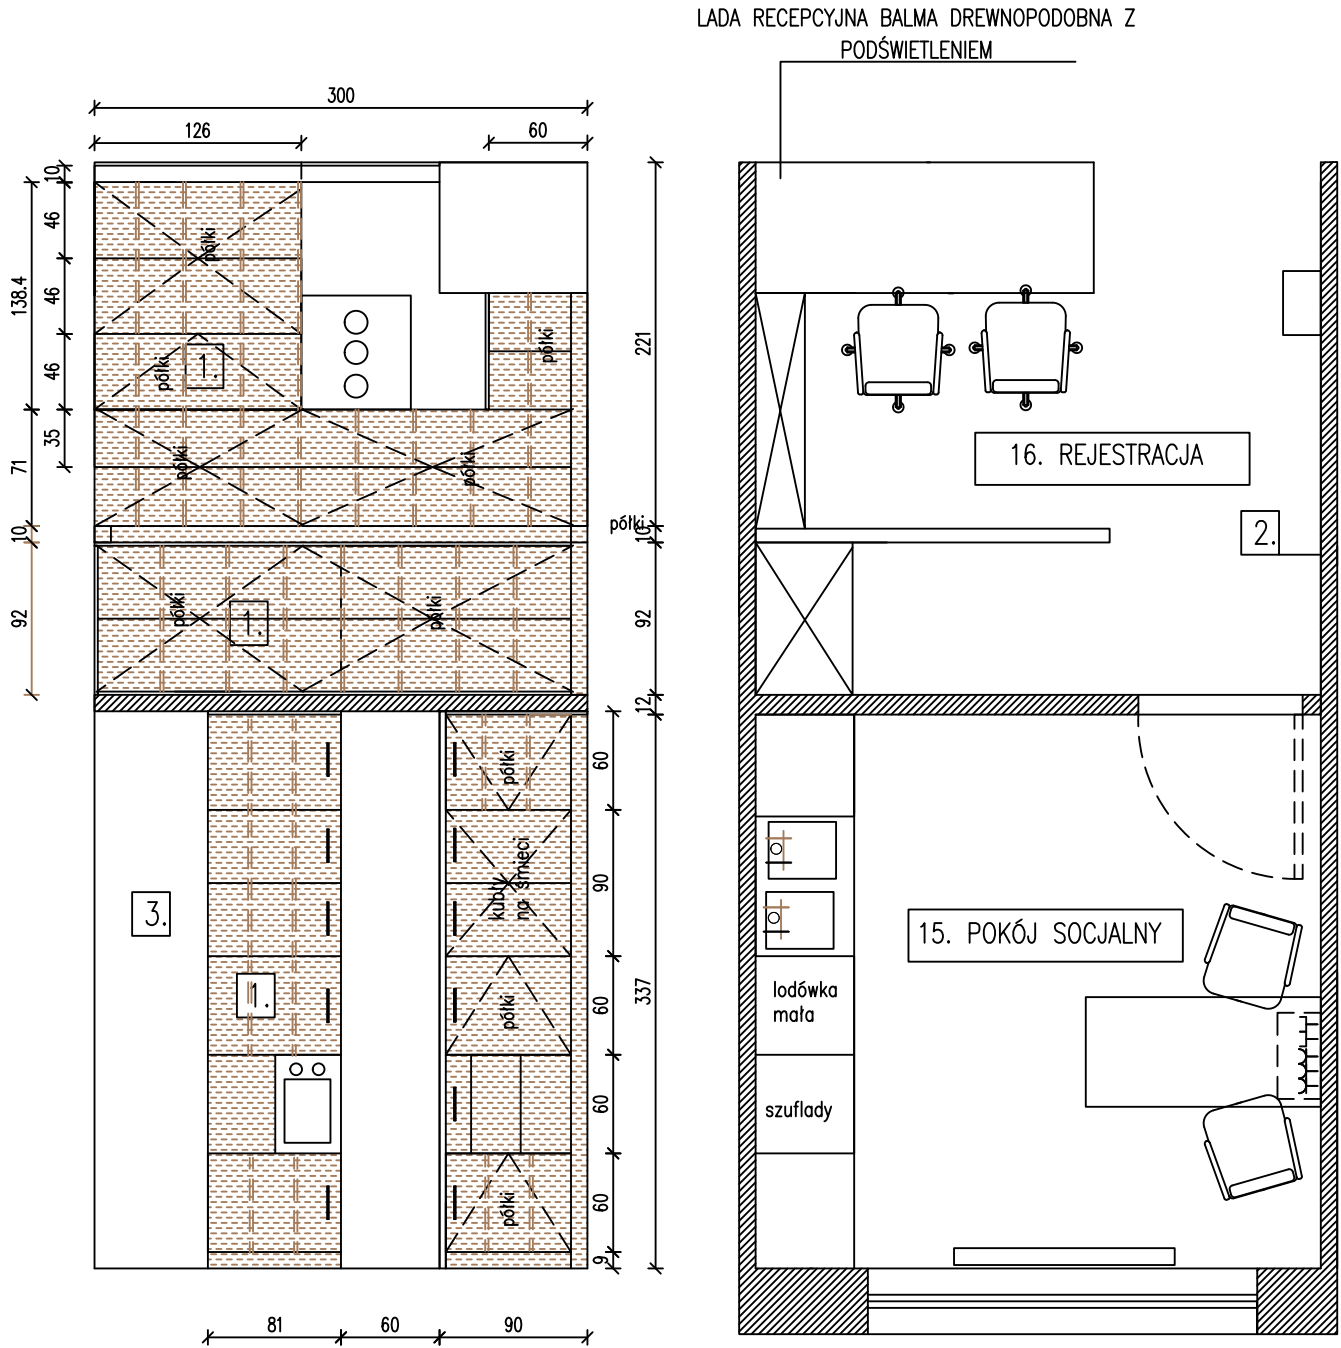 LADA RECEPCYJNA BALMA DREWNOPODOBNA Z
PODŚWIETLENIEM
300
126
60
10
46
138.4
46
46
35
71
10
92
półki
półki
półki
półki
półki
1.
221
półki
10
92
12
półki
półki
1.
16. REJESTRACJA
2.
3.
1.
półki
kubły
na śmieci
półki
półki
60
90
60
60
60
9
337
15. POKÓJ SOCJALNY
lodówka
mała
szuflady
81
60
90